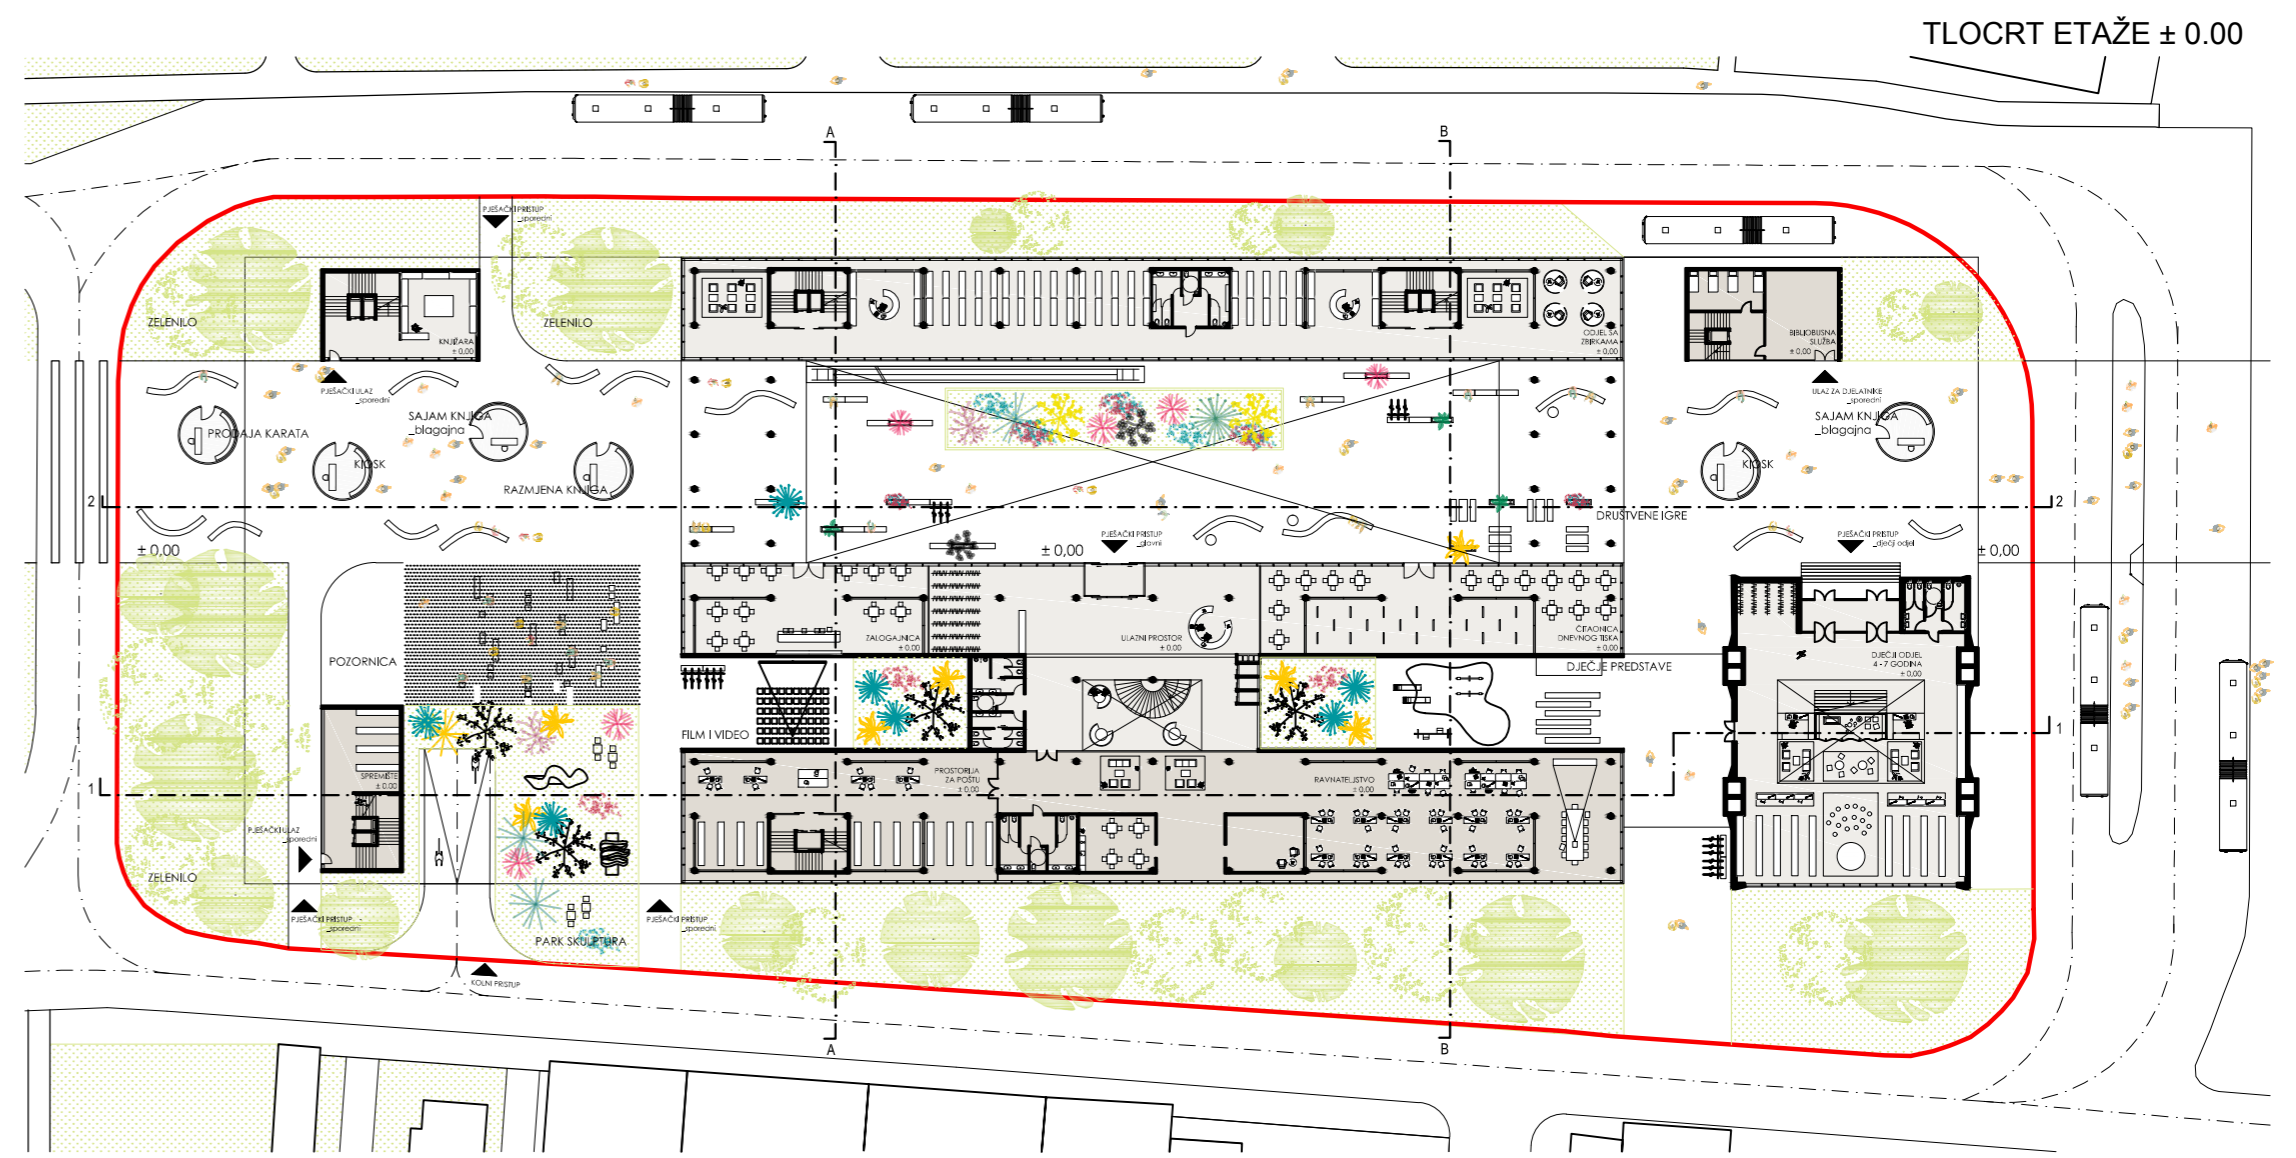 TLOCRT ETAŽE ± 0.00
A
B
PJEŠAČKI PRISTUP
_sporedni
ZELENILO
ZELENILO
KNJIŽARA
± 0,00
ODJEL SA
ZBIRKAMA
± 0,00
BIBLIOBUSNA
SLUŽBA
± 0,00
PJEŠAČKI ULAZ
_sporedni
ULAZ ZA DJELATNIKE
_sporedni
SAJAM KNJIGA
_blagajna
SAJAM KNJIGA
_blagajna
PRODAJA KARATA
KIOSK
KIOSK
RAZMJENA KNJIGA
2
2
DRUŠTVENE IGRE
± 0,00
± 0,00
PJEŠAČKI PRISTUP
_glavni
PJEŠAČKI PRISTUP
_dječji odjel
± 0,00
ZALOGAJNICA
± 0,00
ULAZNI PROSTOR
± 0,00
ČITAONICA
DNEVNOG TISKA
± 0,00
POZORNICA
DJEČJE PREDSTAVE
DJEČJI ODJEL
4 - 7 GODINA
± 0,00
FILM I VIDEO
1
1
SPREMIŠTE
± 0,00
PROSTORIJA
ZA POŠTU
± 0,00
RAVNATELJSTVO
± 0,00
PJEŠAČKI ULAZ
_sporedni
ZELENILO
PJEŠAČKI PRISTUP
_sporedni
PJEŠAČKI PRISTUP
_sporedni
PARK SKULPTURA
KOLNI PRISTUP
A
B